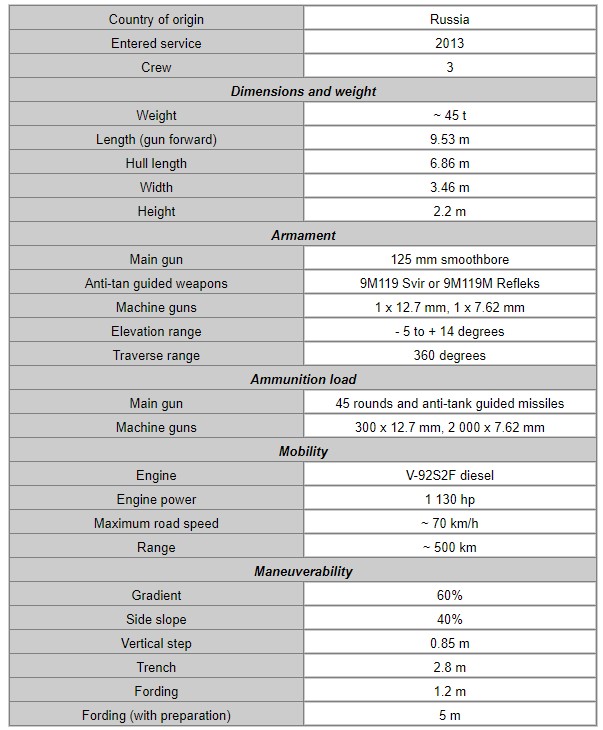 Country of origin Russia
Entered service 2013
Crew 3
Dimensions and weight
Weight ~ 45 t
Length (gun forward) 9.53 m
Hull length 6.86 m
Width 3.46 m
Height 2.2 m
Armament
Main gun 125 mm smoothbore
Anti-tan guided weapons 9M119 Svir or 9M119M Refleks
Machine guns 1 x 12.7 mm, 1 x 7.62 mm
Elevation range - 5 to + 14 degrees
Traverse range 360 degrees
Ammunition load
Main gun 45 rounds and anti-tank guided missiles
Machine guns 300 x 12.7 mm, 2 000 x 7.62 mm
Mobility
Engine V-92S2F diesel
Engine power 1 130 hp
Maximum road speed ~ 70 km/h
Range ~ 500 km
Maneuverability
Gradient 60%
Side slope 40%
Vertical step 0.85 m
Trench 2.8 m
Fording 1.2 m
Fording (with preparation) 5 m